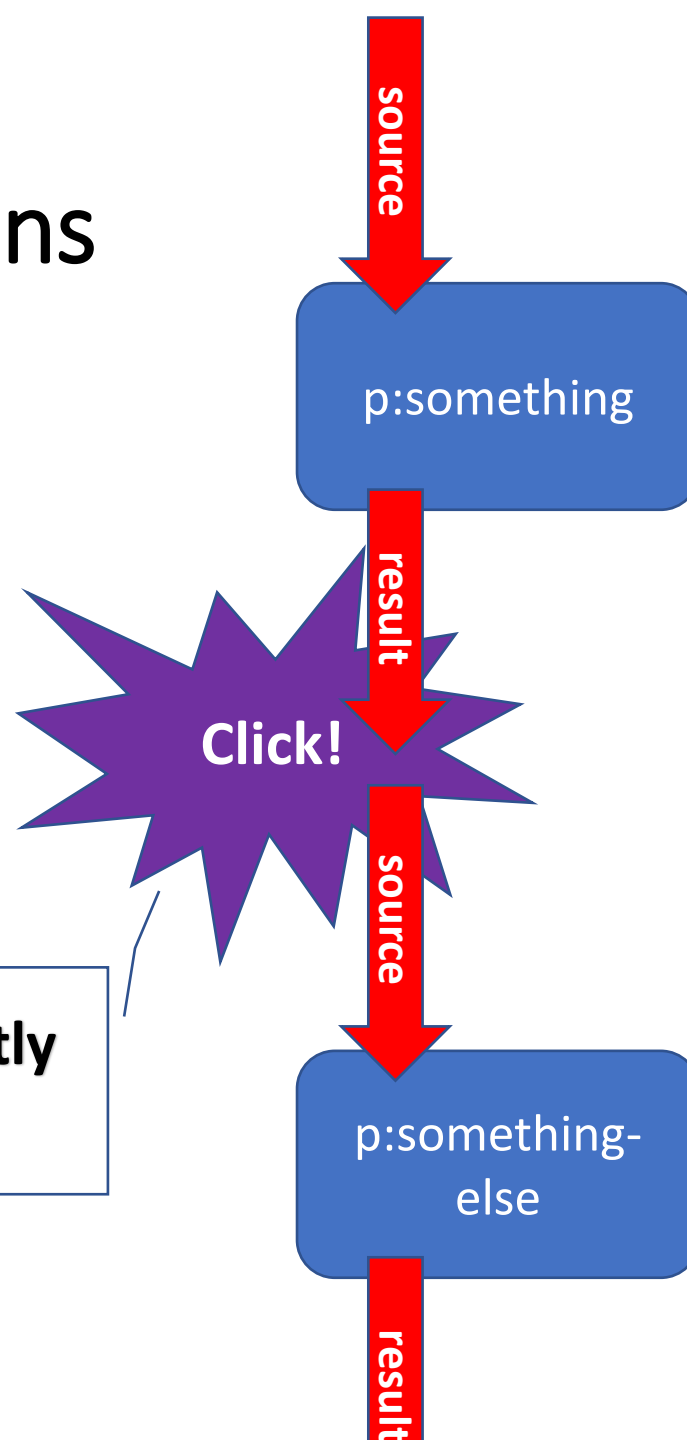 source
ns
p:something
result
Click!
source
tly
p:something-
else
result